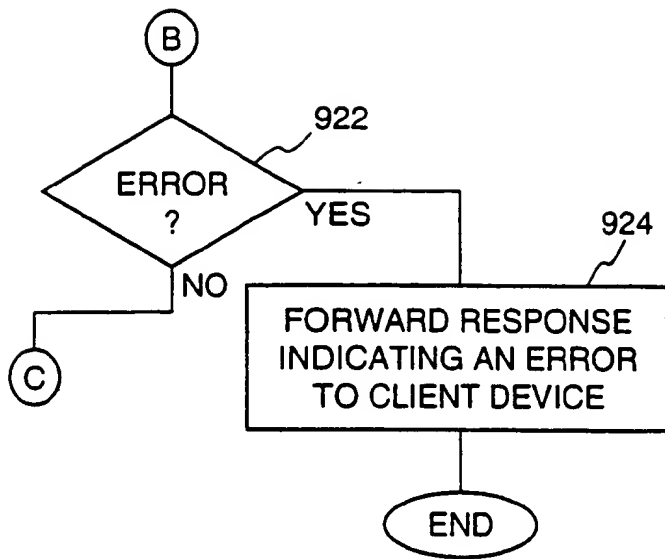 B
922
ERROR
?
YES
NO
924
C
FORWARD RESPONSE
INDICATING AN ERROR
TO CLIENT DEVICE
END